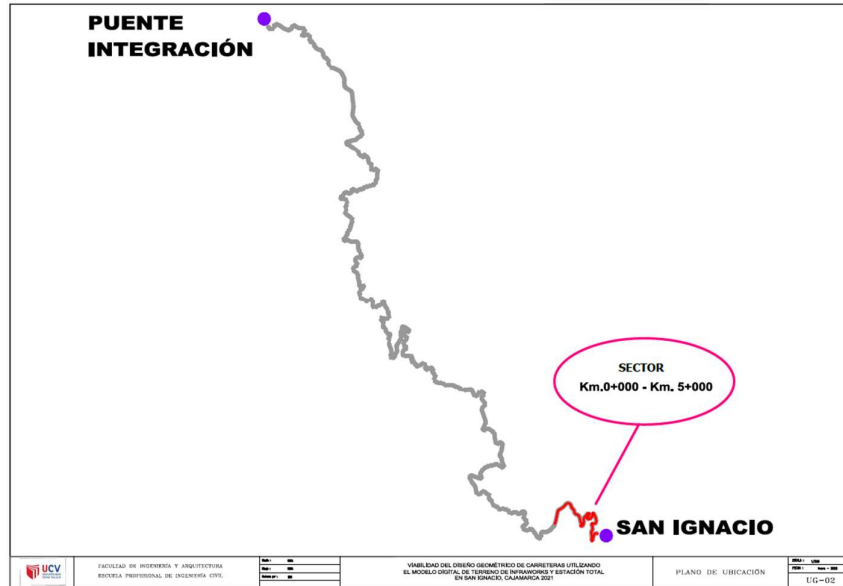 PUENTE
INTEGRACIÓN
SECTOR
Km.0+000 - Km. 5+000
SAN IGNACIO
UCV
FACULTAD DE INGENIERÍA Y ARQUITECTURA
ESCUELA PROFESIONAL DE INGENIERÍA CIVIL
VIABILIDAD DEL DISEÑO GEOMÉTRICO DE CARRETERAS UTILIZANDO
EL MODELO DIGITAL DE TERRENO DE INFRAWORKS Y ESTACIÓN TOTAL
EN SAN IGNACIO, CAJAMARCA 2021
PLANO DE UBICACIÓN
UG-02